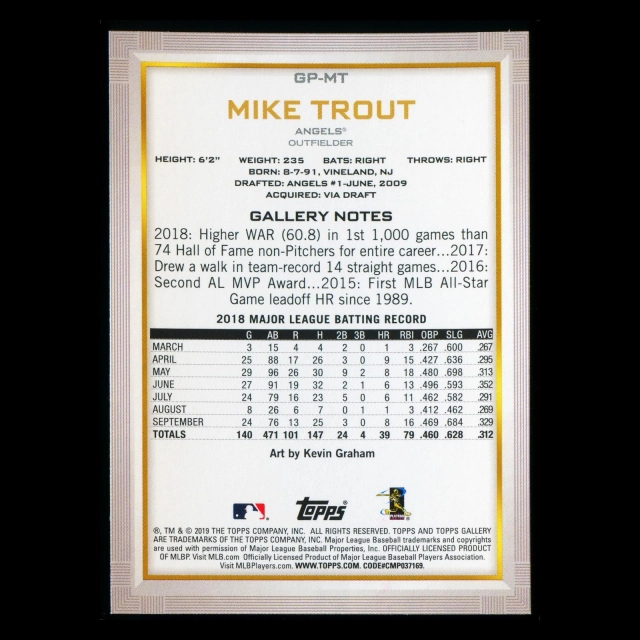 GP-MT
MIKE TROUT
ANGELS®
OUTFIELDER
HEIGHT: 6'2" WEIGHT: 235 BATS: RIGHT THROWS: RIGHT
BORN: 8-7-91, VINELAND, NJ
DRAFTED: ANGELS #1-JUNE, 2009
ACQUIRED: VIA DRAFT
GALLERY NOTES
2018: Higher WAR (60.8) in 1st 1,000 games than
74 Hall of Fame non-Pitchers for entire career...2017:
Drew a walk in team-record 14 straight games...2016:
Second AL MVP Award...2015: First MLB All-Star
Game leadoff HR since 1989.
2018 MAJOR LEAGUE BATTING RECORD
G AB R H 2B 3B HR RBI OBP SLG AVG
MARCH 3 15 4 4 2 0 1 3 .267 .600 .267
APRIL 25 88 17 26 3 0 9 15 .427 .636 .295
MAY 29 96 26 30 9 2 8 18 .480 .698 .313
JUNE 27 91 19 32 2 1 6 13 .496 .593 .352
JULY 24 79 16 23 5 0 6 11 .462 .582 .291
AUGUST 8 26 6 7 0 1 1 3 .412 .462 .269
SEPTEMBER 24 76 13 25 3 0 8 16 .469 .684 .329
TOTALS 140 471 101 147 24 4 39 79 .460 .628 .312
Art by Kevin Graham
Topps®
®, TM & © 2019 THE TOPPS COMPANY, INC. ALL RIGHTS RESERVED. TOPPS AND TOPPS GALLERY
ARE TRADEMARKS OF THE TOPPS COMPANY, INC. Major League Baseball trademarks and copyrights
are used with permission of Major League Baseball Properties, Inc. OFFICIALLY LICENSED PRODUCT
OF MLBP. Visit MLB.com Officially Licensed Product of Major League Baseball Players Association.
Visit MLBPlayers.com. WWW.TOPPS.COM. CODE#CMP037169.